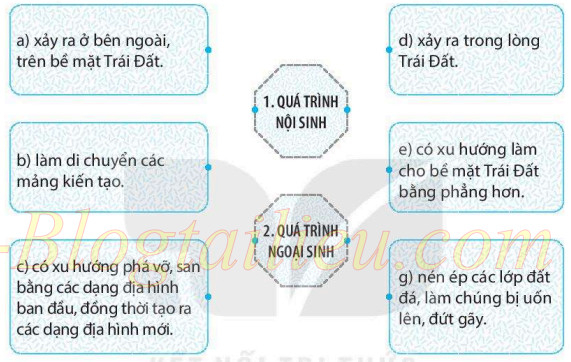 a) xảy ra ở bên ngoài,
trên bề mặt Trái Đất.
d) xảy ra trong lòng
Trái Đất.
1. QUÁ TRÌNH
NỘI SINH
b) làm di chuyển các
mảng kiến tạo.
e) có xu hướng làm
cho bề mặt Trái Đất
bằng phẳng hơn.
2. QUÁ TRÌNH
NGOẠI SINH
c) có xu hướng phá vỡ, san
bằng các dạng địa hình
ban đầu, đồng thời tạo ra
các dạng địa hình mới.
g) nén ép các lớp đất
đá, làm chúng bị uốn
lên, đứt gãy.
-Blogtailieu.com
KẾT NỐI TRI THỨC